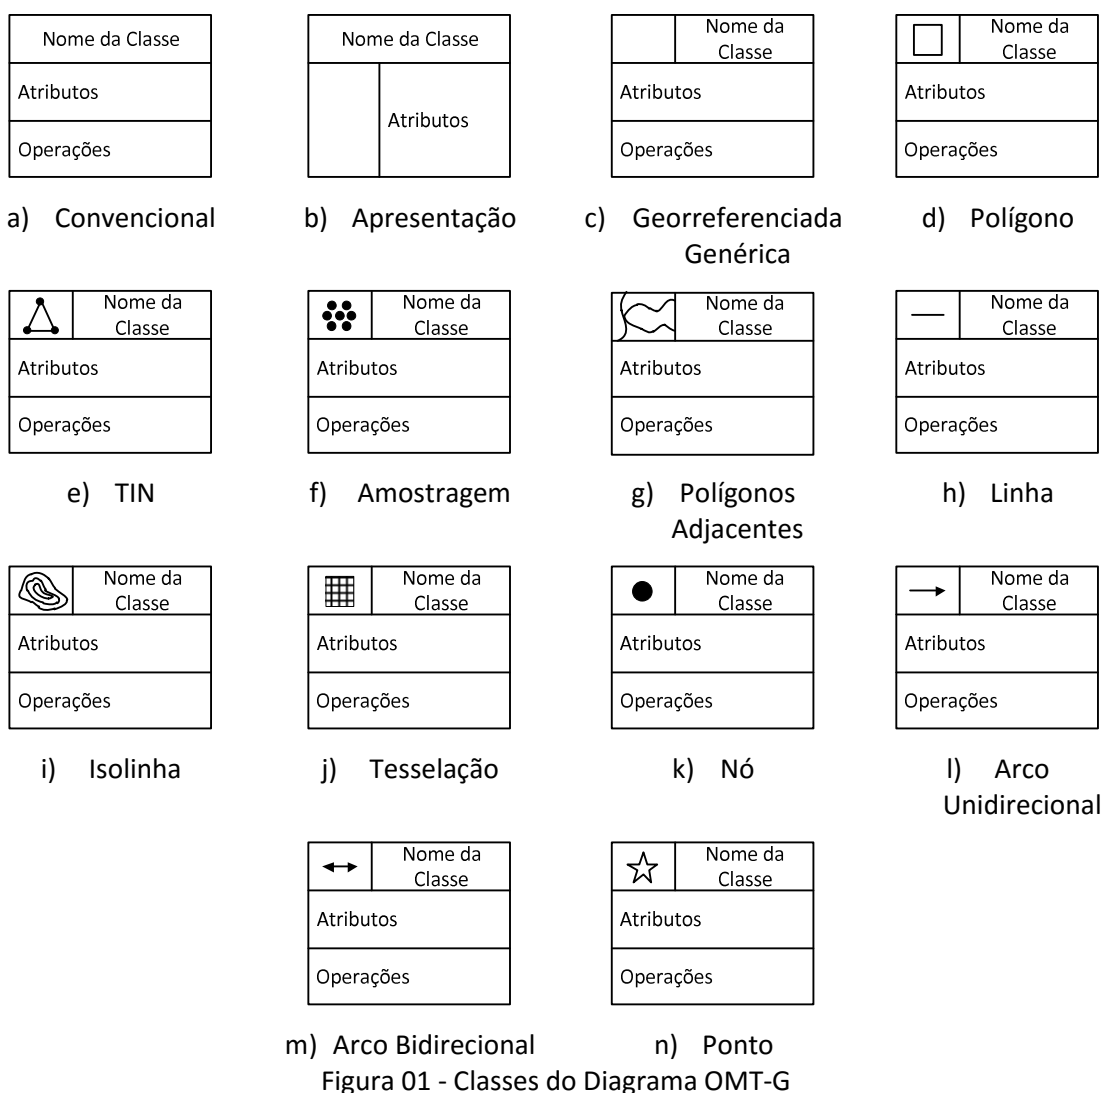 Nome da Classe
Atributos
Operações
a) Convencional
Nome da Classe
Atributos
b) Apresentação
Nome da
Classe
Atributos
Operações
c) Georreferenciada
Genérica
Nome da
Classe
Atributos
Operações
d) Polígono
Nome da
Classe
Atributos
Operações
e) TIN
Nome da
Classe
Atributos
Operações
f) Amostragem
Nome da
Classe
Atributos
Operações
g) Polígonos
Adjacentes
Nome da
Classe
Atributos
Operações
h) Linha
Nome da
Classe
Atributos
Operações
i) Isolinha
Nome da
Classe
Atributos
Operações
j) Tesselação
Nome da
Classe
Atributos
Operações
k) Nó
Nome da
Classe
Atributos
Operações
l) Arco
Unidirecional
Nome da
Classe
Atributos
Operações
m) Arco Bidirecional
Nome da
Classe
Atributos
Operações
n) Ponto
Figura 01 - Classes do Diagrama OMT-G